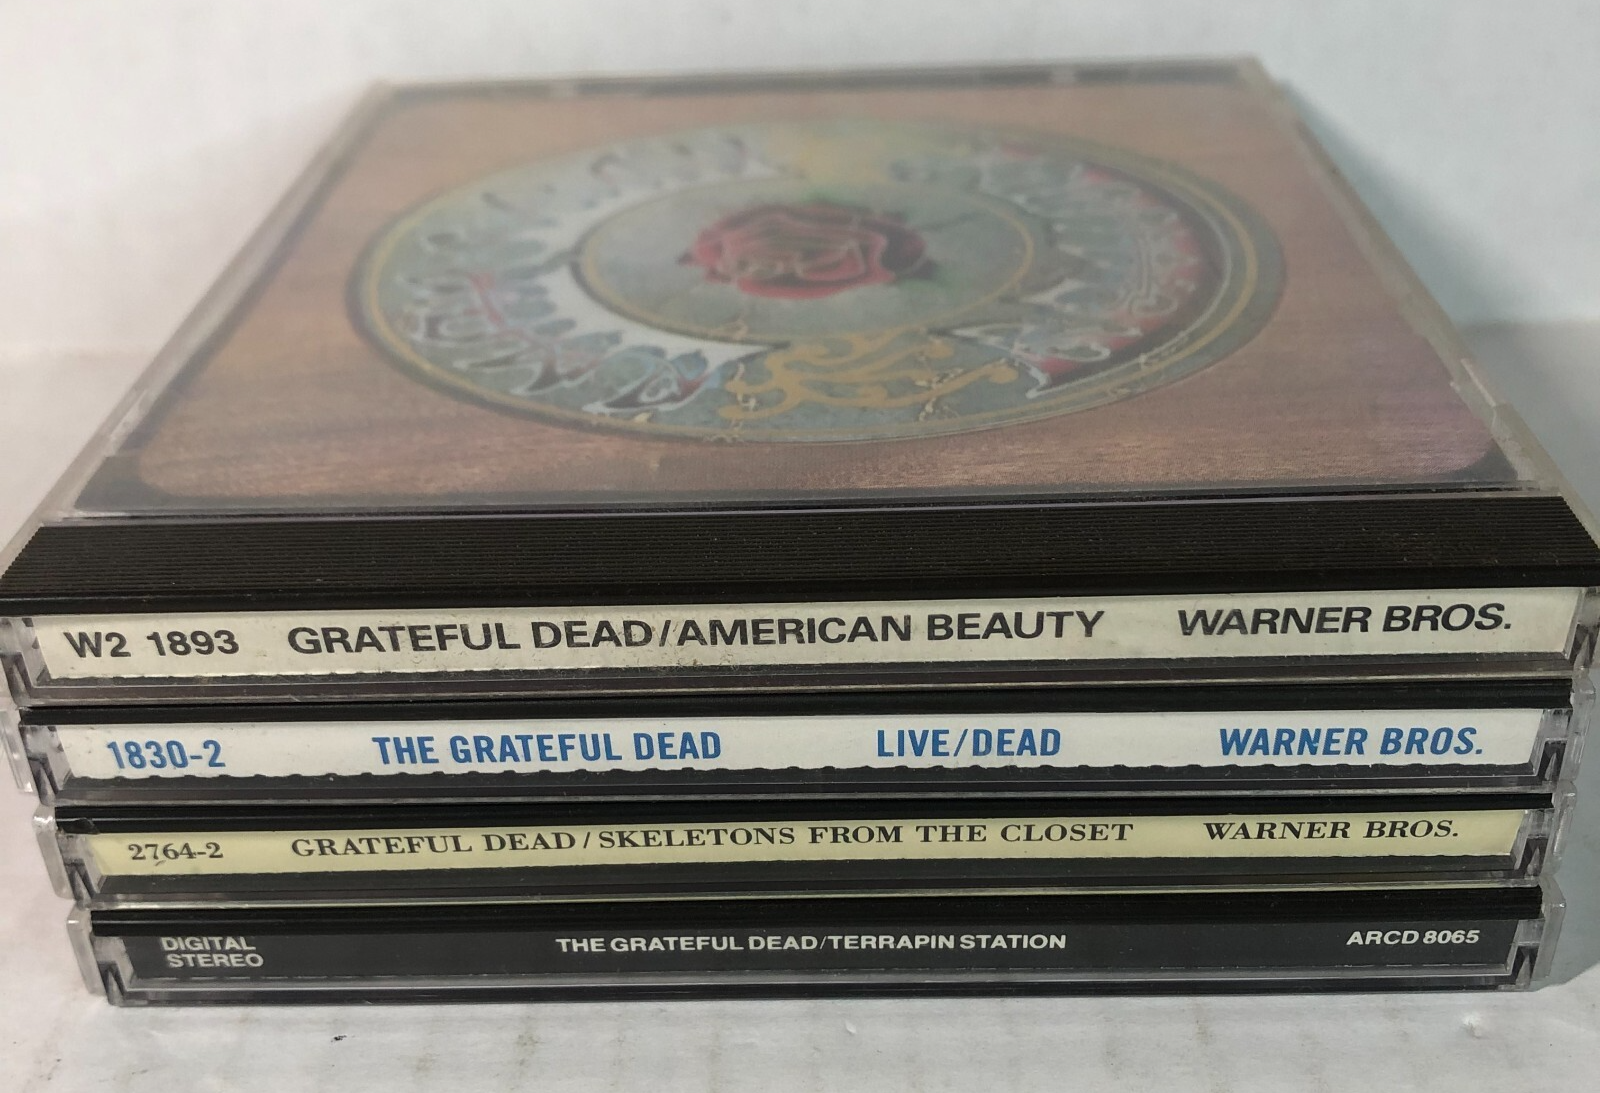 W2 1893 GRATEFUL DEAD/AMERICAN BEAUTY WARNER BROS.
1830-2 THE GRATEFUL DEAD LIVE/DEAD WARNER BROS.
2764-2 GRATEFUL DEAD/SKELETONS FROM THE CLOSET WARNER BROS.
DIGITAL STEREO THE GRATEFUL DEAD/TERRAPIN STATION ARCD 8065